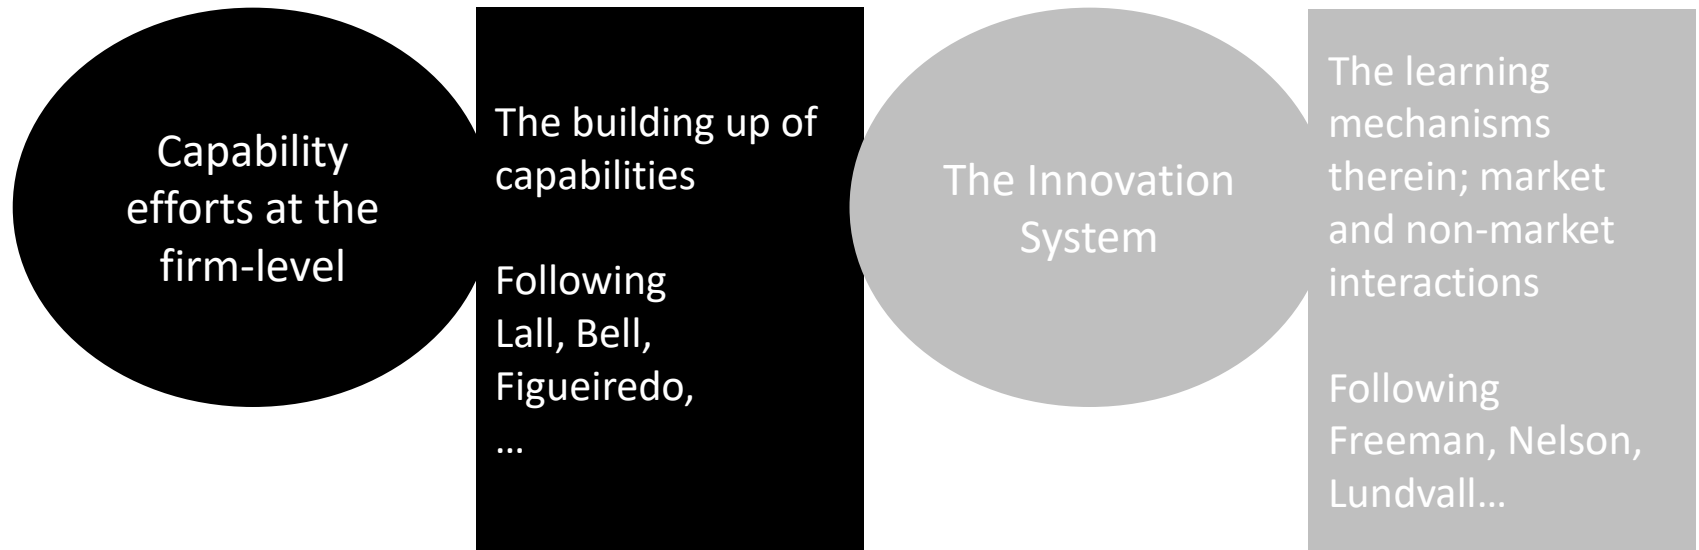 Capability
efforts at the
firm-level
The building up of
capabilities
Following
Lall, Bell,
Figueiredo,
…
The Innovation
System
The learning
mechanisms
therein; market
and non-market
interactions
Following
Freeman, Nelson,
Lundvall…